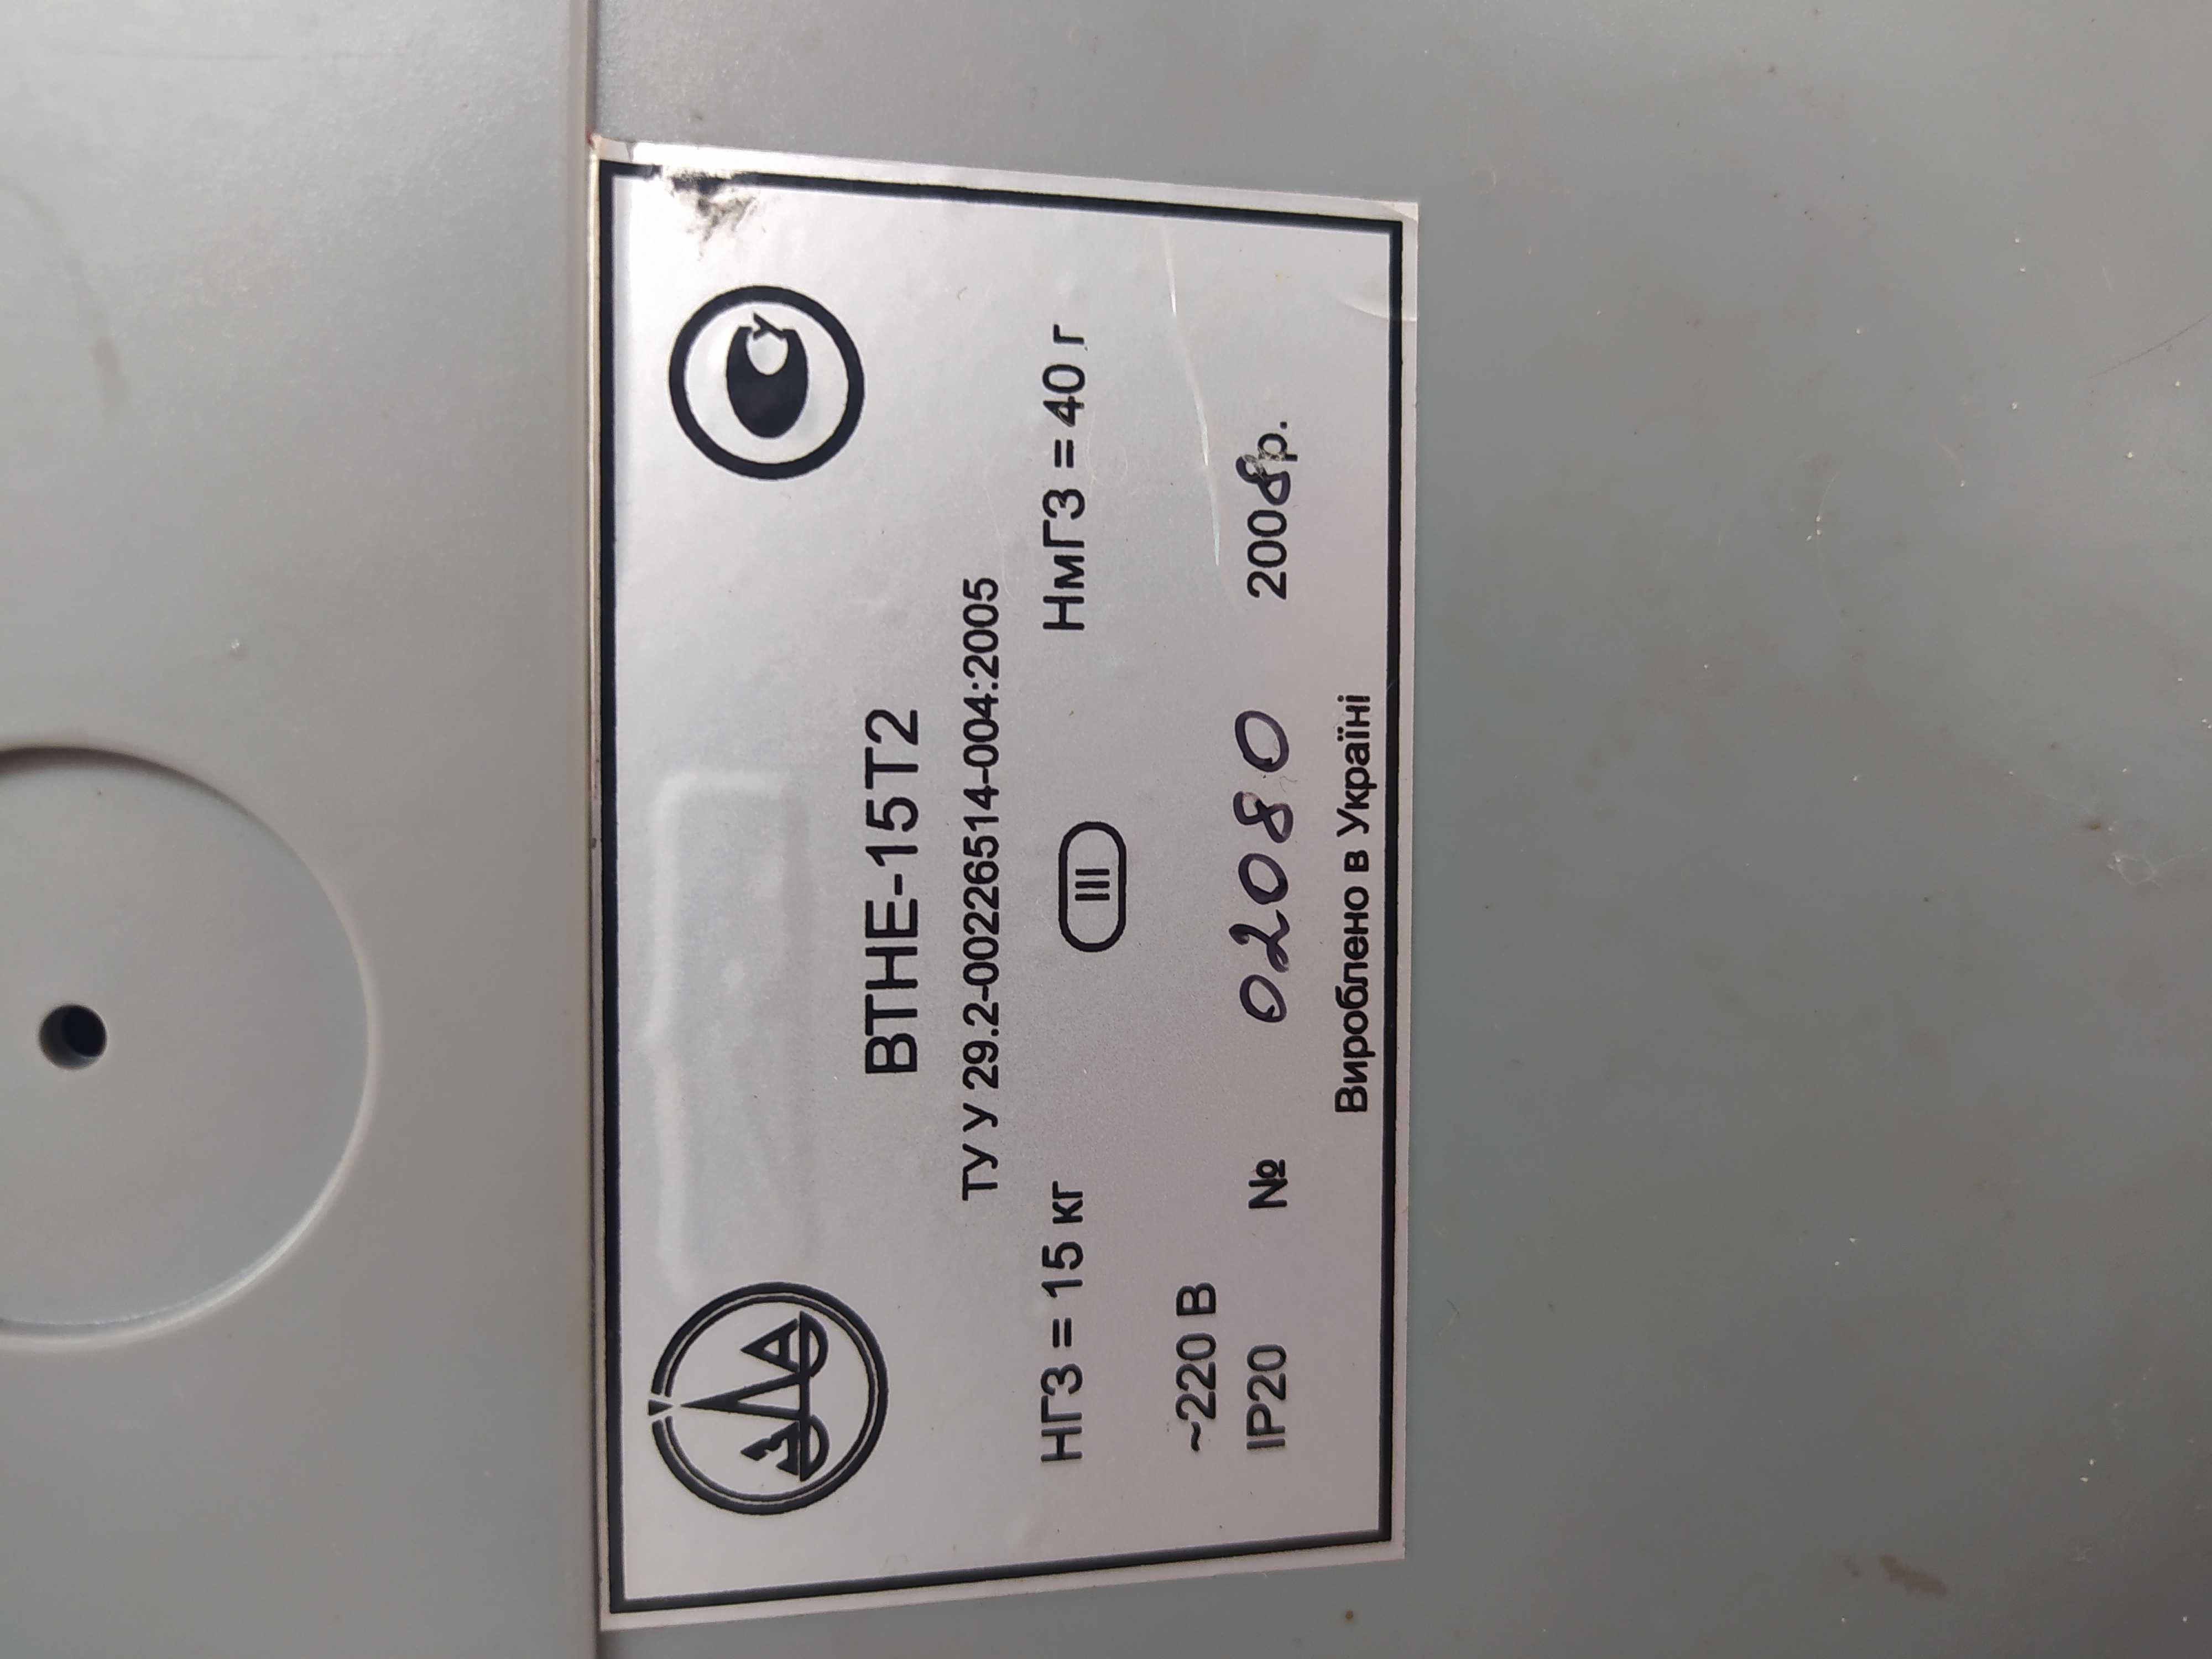 ВТНЕ-15Т2
ТУ У 29.2-00226514-004:2005
НГЗ = 15 кг III НмГЗ = 40 г
~220 В
IP20 № 02080 2008р.
Вироблено в Україні